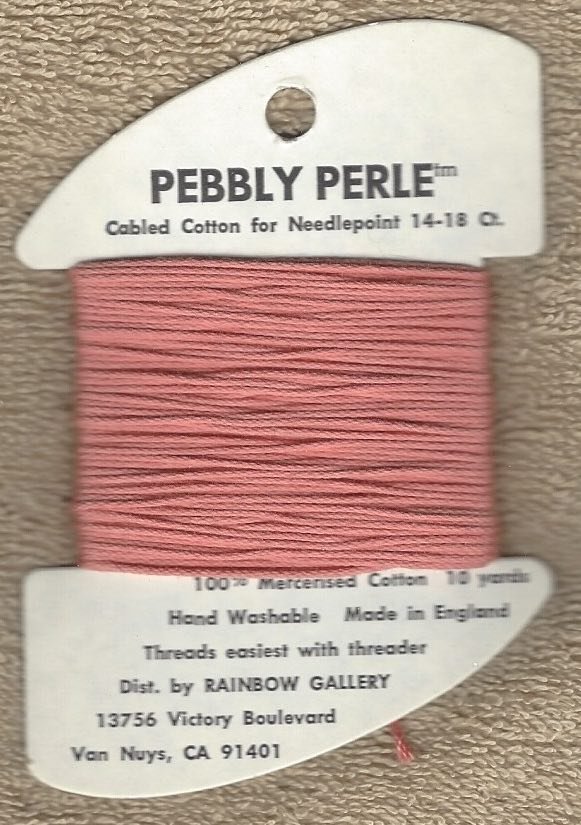 PEBBLY PERLE™
Cabled Cotton for Needlepoint 14-18 Ct.
100% Mercerised Cotton 10 yards
Hand Washable Made in England
Threads easiest with threader
Dist. by RAINBOW GALLERY
13756 Victory Boulevard
Van Nuys, CA 91401